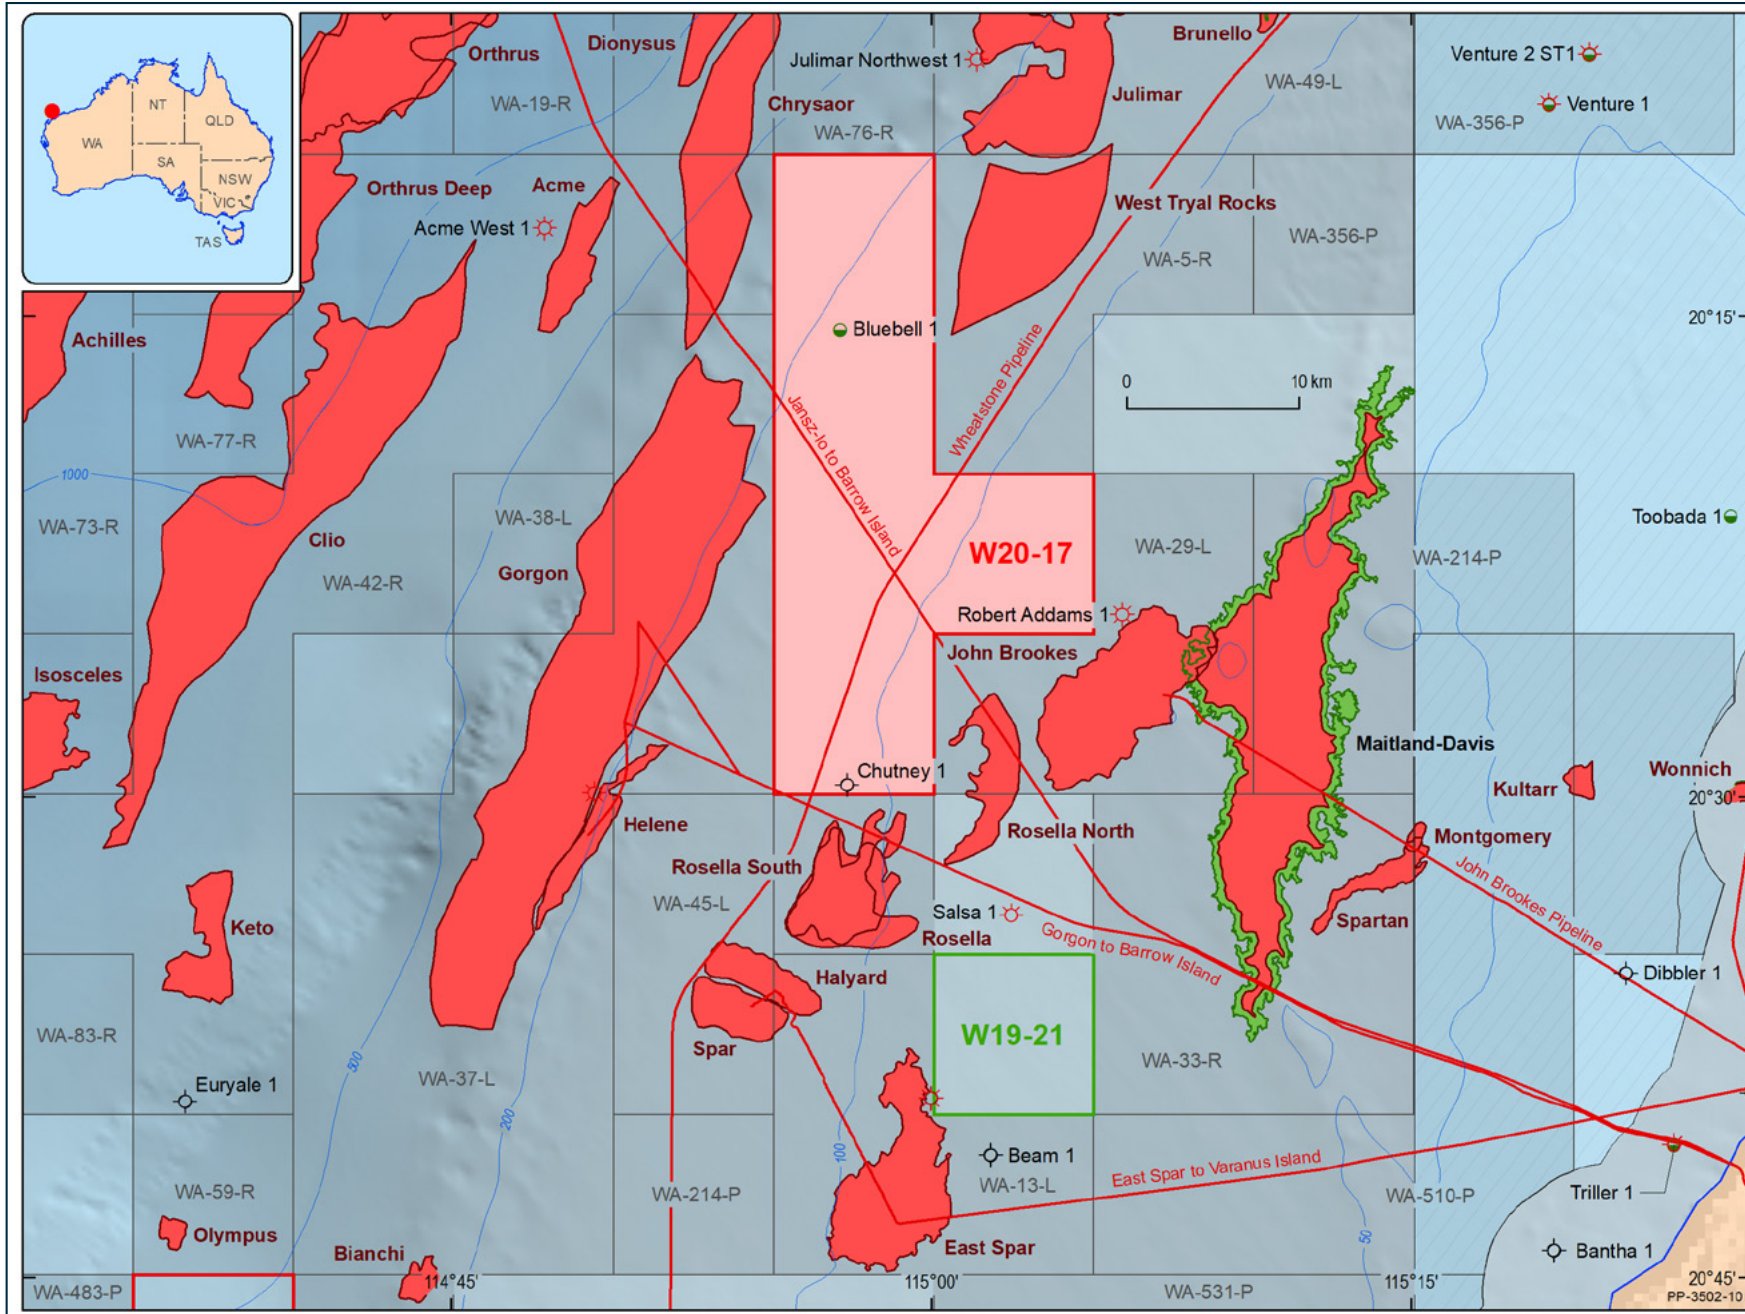 Orthrus
Dionysus
Brunello
Julimar Northwest 1
Venture 2 ST1
WA-19-R
Chrysaor
Julimar
WA-49-L
Venture 1
WA-76-R
WA-356-P
NT
QLD
WA
SA
NSW
VIC
TAS
Orthrus Deep
Acme
Acme West 1
West Tryal Rocks
WA-356-P
WA-5-R
Achilles
Bluebell 1
20°15'
Wheatstone Pipeline
0
10 km
Jansz-Io to Barrow Island
WA-77-R
1000
WA-73-R
Clio
WA-38-L
Gorgon
WA-42-R
W20-17
WA-29-L
WA-214-P
Toobada 1
Robert Addams 1
John Brookes
Isosceles
Maitland-Davis
Chutney 1
Kultarr
Wonnich
20°30'
Helene
Rosella North
Montgomery
Rosella South
WA-45-L
Keto
Salsa 1
Rosella
Spartan
John Brookes Pipeline
Gorgon to Barrow Island
Halyard
Dibbler 1
WA-83-R
Spar
W19-21
WA-33-R
500
WA-37-L
Euryale 1
200
100
Beam 1
East Spar to Varanus Island
WA-59-R
WA-214-P
WA-13-L
WA-510-P
Triller 1
Olympus
Bianchi
East Spar
50
Bantha 1
WA-483-P
114°45'
115°00'
WA-531-P
115°15'
20°45'
PP-3502-10